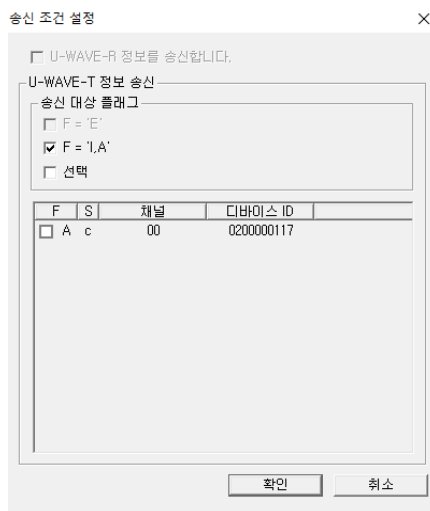 송신 조건 설정
U-WAVE-R 정보를 송신합니다.
U-WAVE-T 정보 송신
송신 대상 플래그
F = 'E'
F = 'I,A'
선택
F S 채널 디바이스 ID
A c 00 0200000117
확인 취소